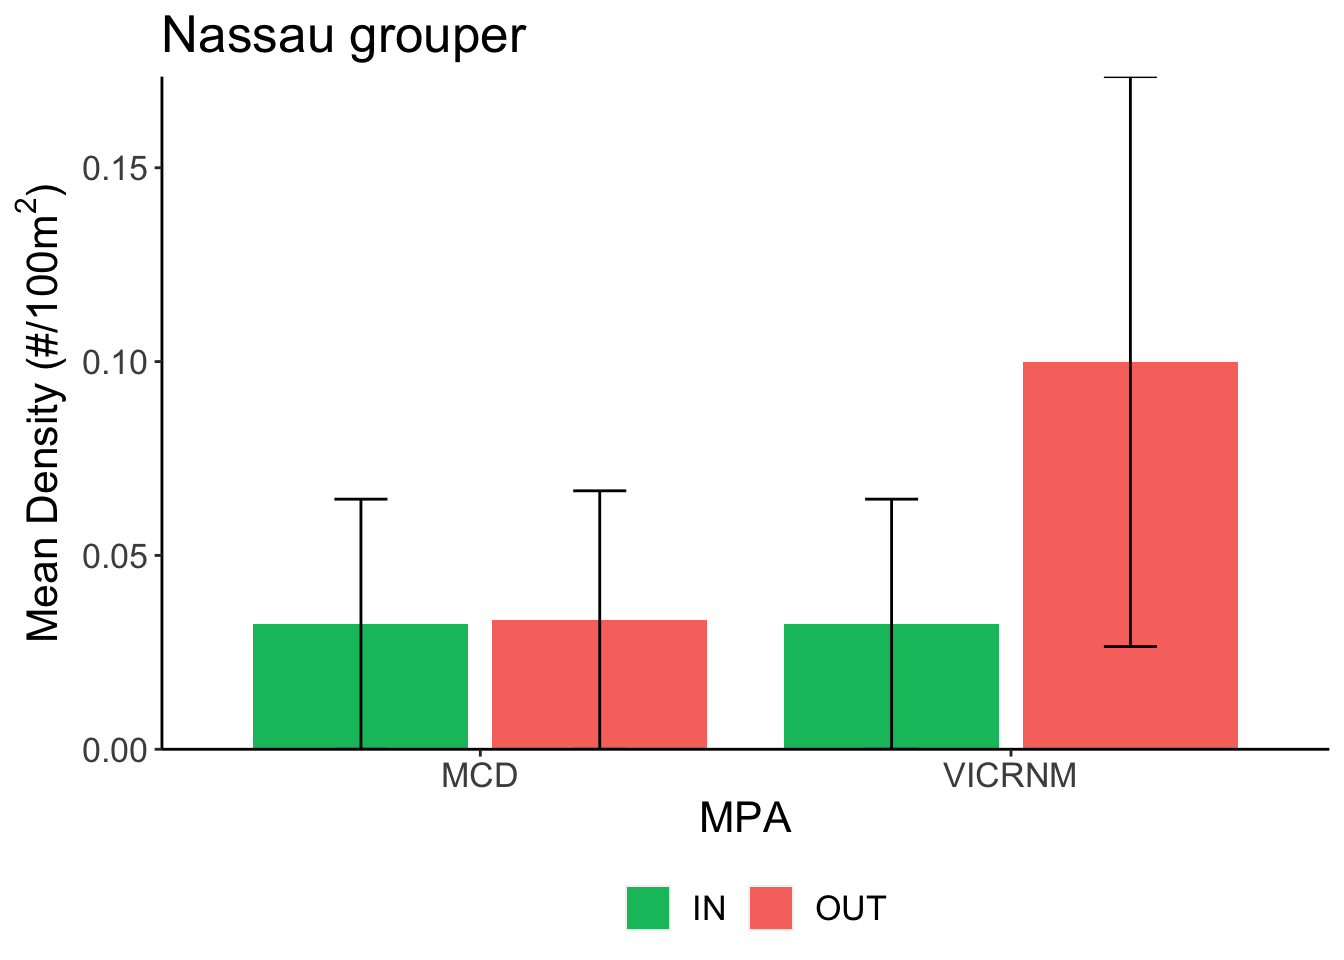 Nassau grouper
Mean Density (#/100m²)
0.15
0.10
0.05
0.00
MCD VICRNM
MPA
IN OUT